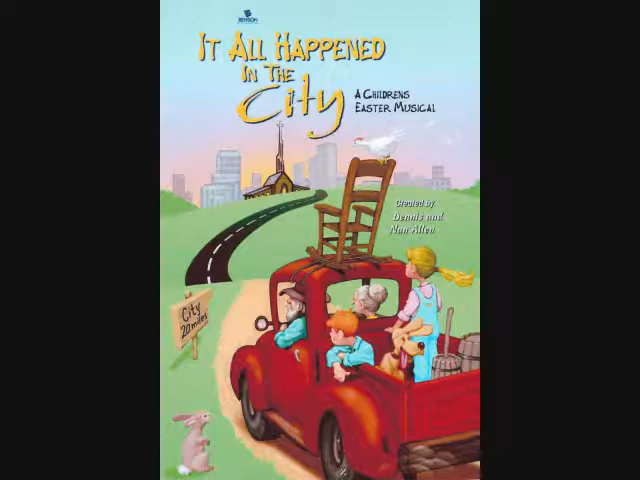 BENSON
IT ALL HAPPENED
IN THE
City
A CHILDRENS
EASTER MUSICAL
Created by
Dennis and
Nan Allen
City
20 miles